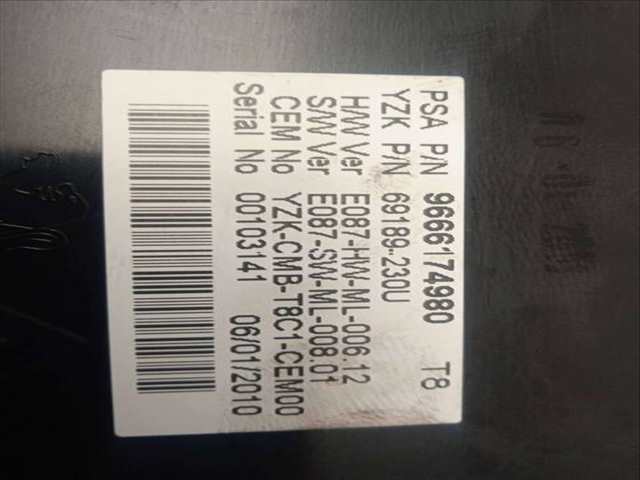 PSA P/N 9666174980 T8
YZK P/N 69189-230U
H/W Ver E087-HW-ML-006.12
S/W Ver E087-SW-ML-008.01
CEM No YZK-CMB-T8C1-CEM00
Serial No 00103141 06/01/2010